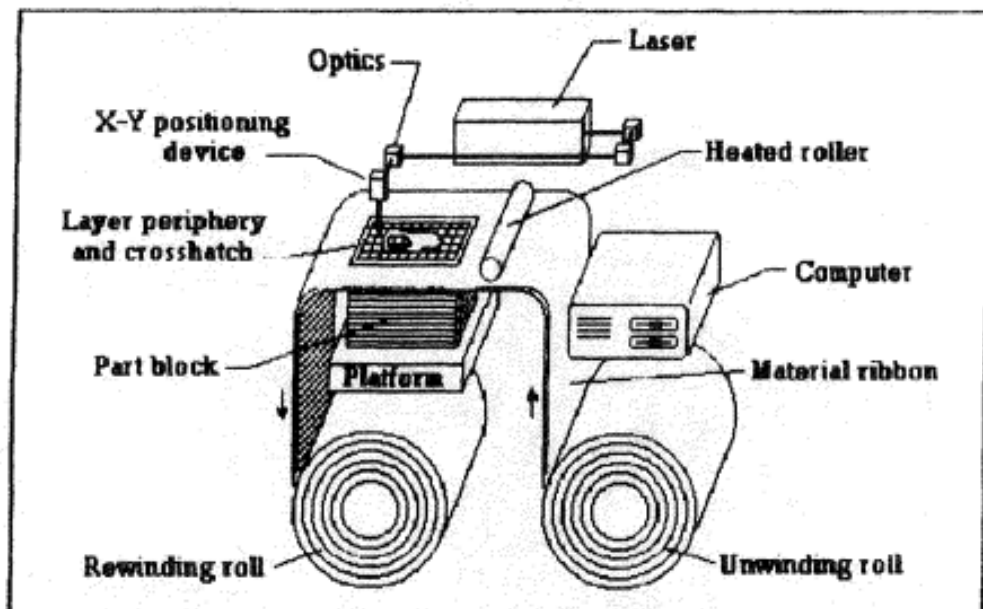 Laser
Optics
X-Y positioning
device
Heated roller
Layer periphery
and crosshatch
Computer
Part block
Platform
Material ribbon
Rewinding roll
Unwinding roll